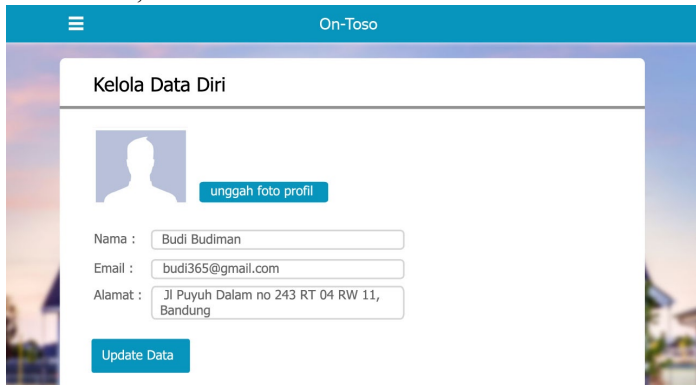 On-Toso
Kelola Data Diri
unggah foto profil
Nama : Budi Budiman
Email : budi365@gmail.com
Alamat : Jl Puyuh Dalam no 243 RT 04 RW 11,
Bandung
Update Data